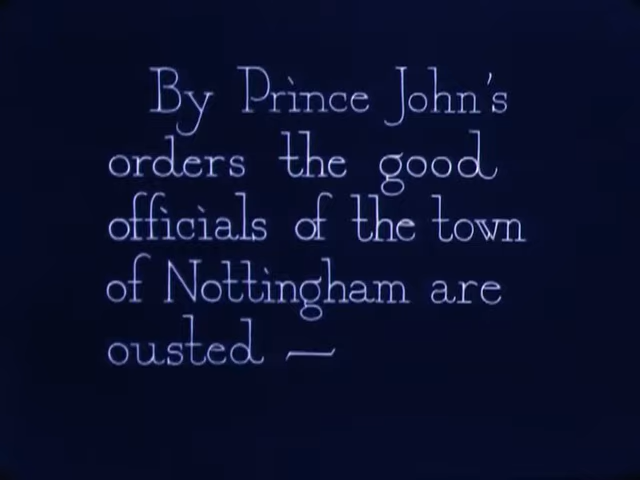 By Prince John's
orders the good
officials of the town
of Nottingham are
ousted —